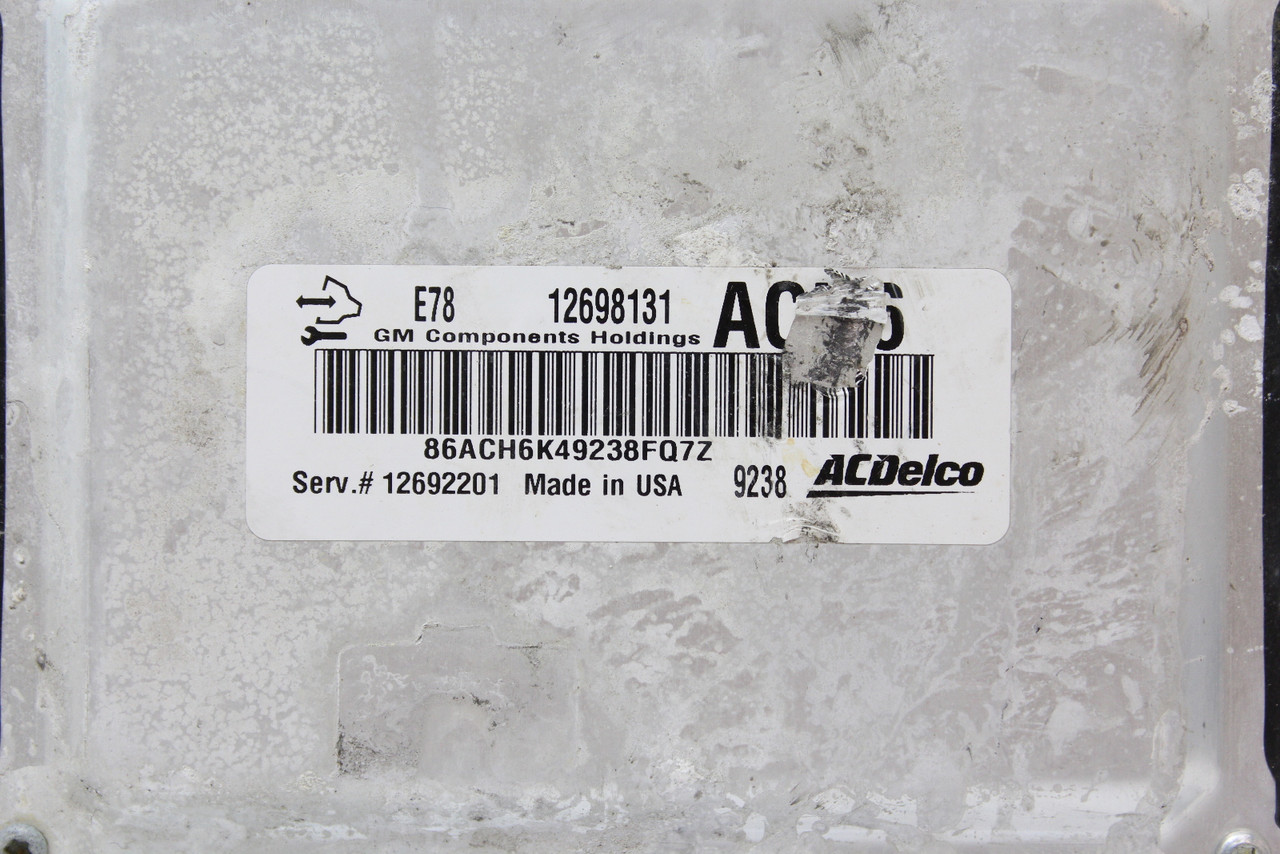 E78 12698131
GM Components Holdings
86ACH6K49238FQ7Z
Serv.# 12692201 Made in USA 9238 ACDelco